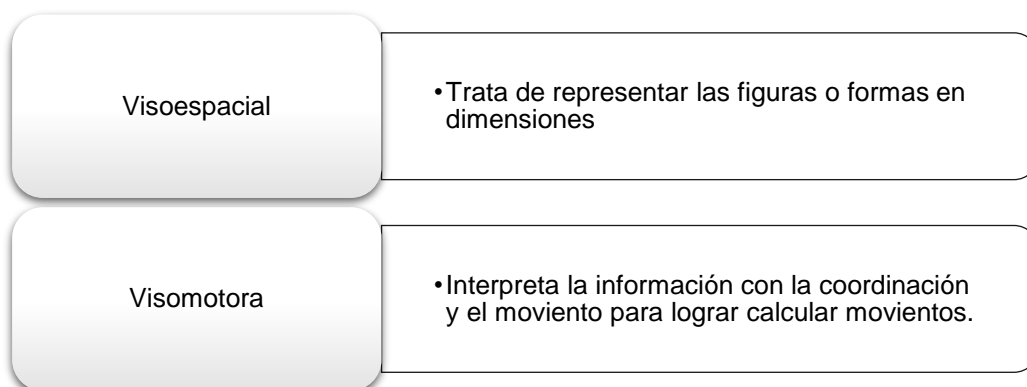 Visoespacial
•Trata de representar las figuras o formas en
dimensiones
Visomotora
•Interpreta la información con la coordinación
y el moviento para lograr calcular movientos.